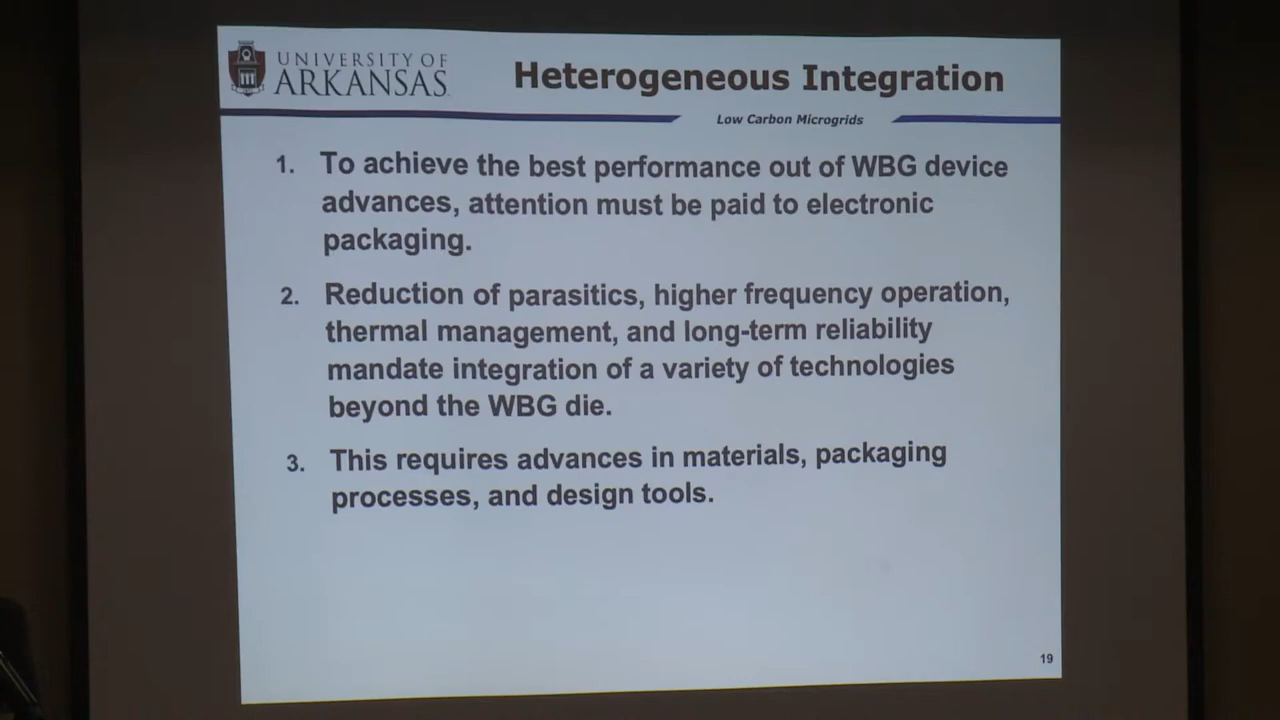 UNIVERSITY OF
ARKANSAS
Heterogeneous Integration
Low Carbon Microgrids
1. To achieve the best performance out of WBG device
advances, attention must be paid to electronic
packaging.
2. Reduction of parasitics, higher frequency operation,
thermal management, and long-term reliability
mandate integration of a variety of technologies
beyond the WBG die.
3. This requires advances in materials, packaging
processes, and design tools.
19